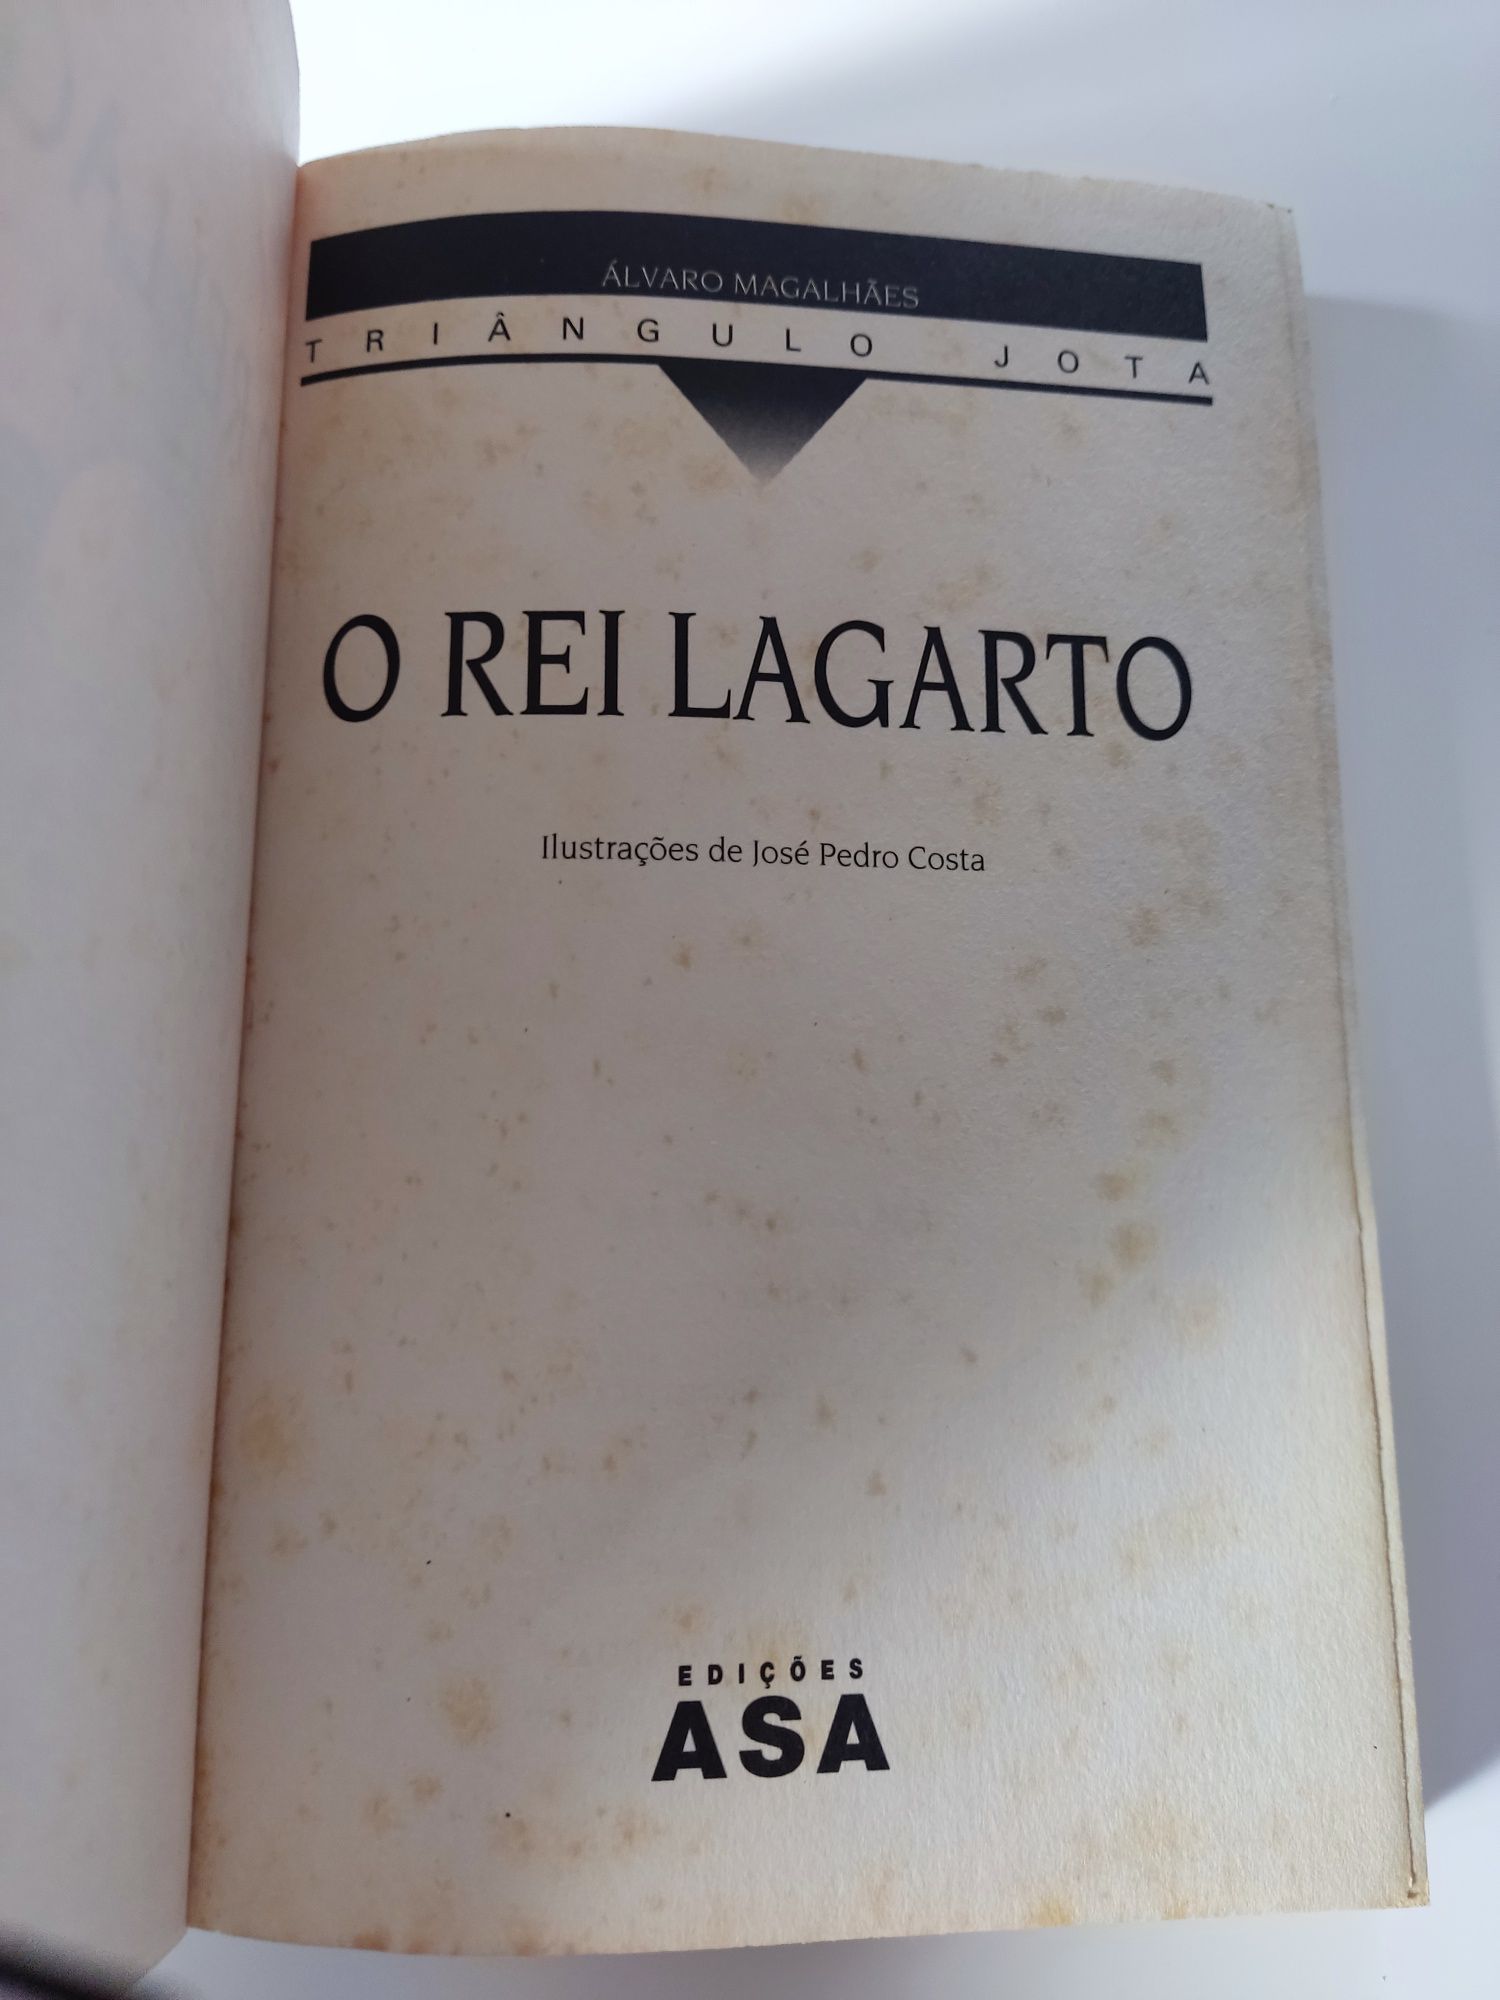 ÁLVARO MAGALHÃES
TRIÂNGULO JOTA
O REI LAGARTO
Ilustrações de José Pedro Costa
EDIÇÕES
ASA